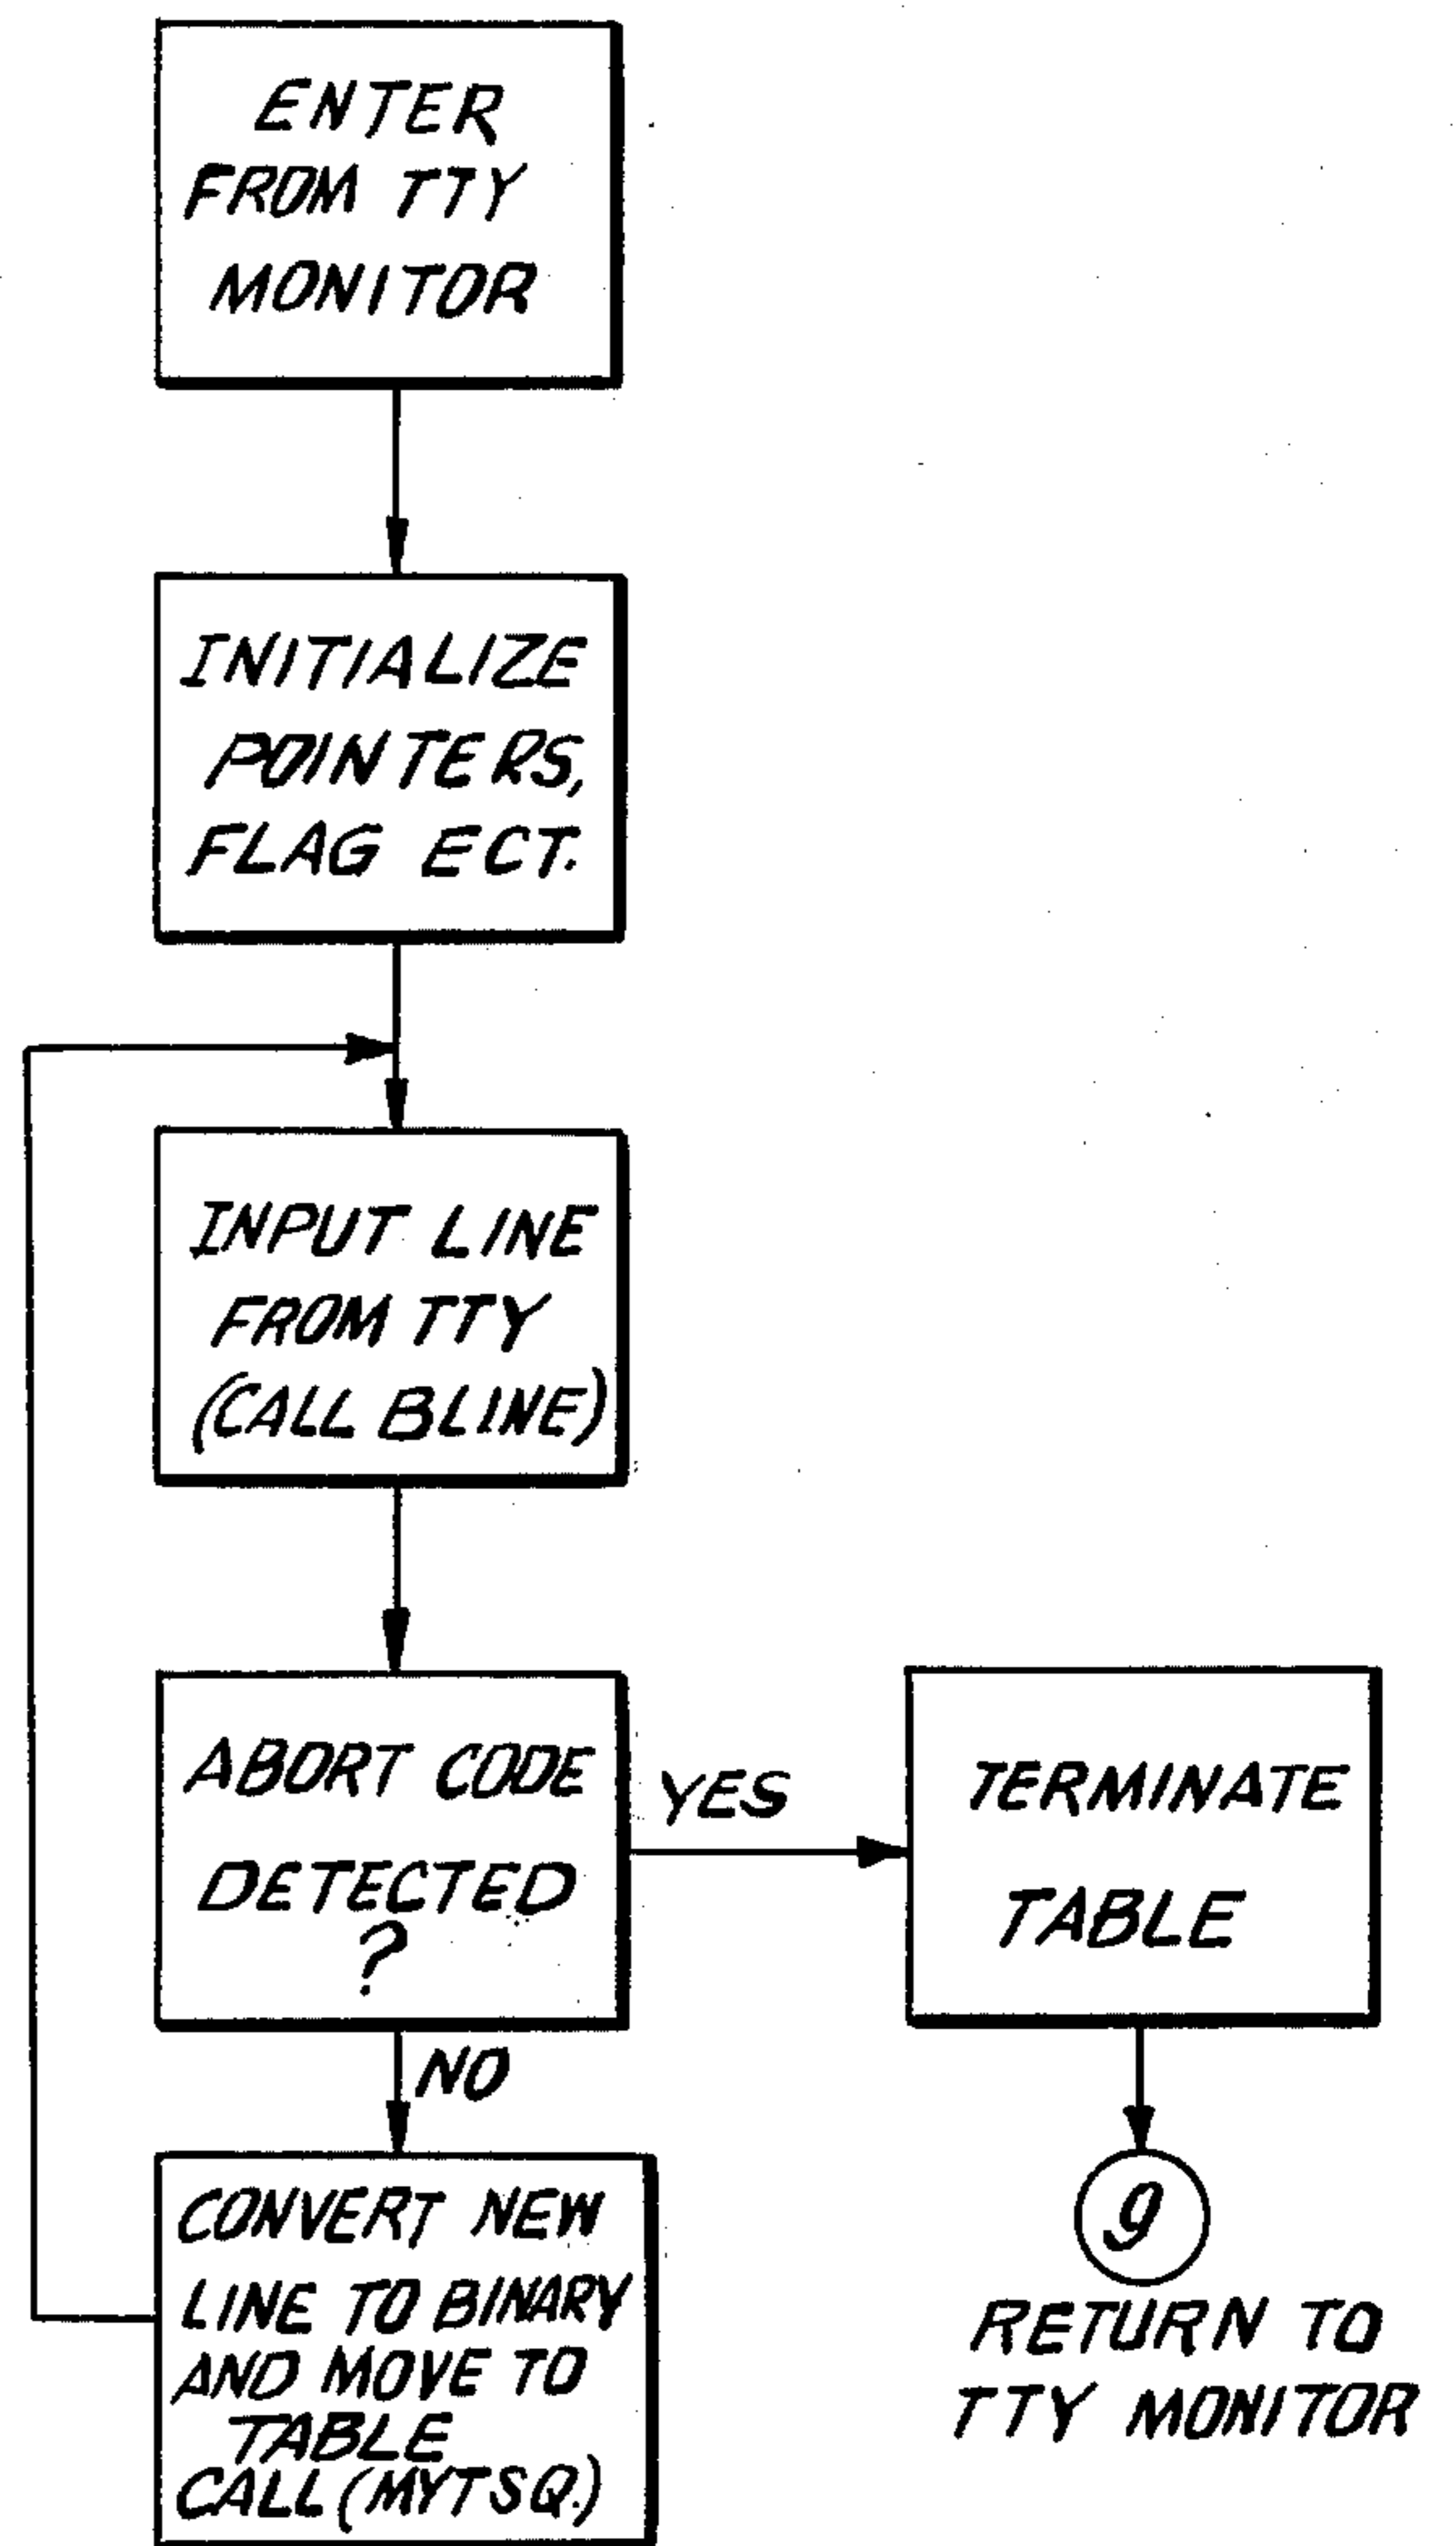 ENTER
FROM TTY
MONITOR
INITIALIZE
POINTERS,
FLAG ECT.
INPUT LINE
FROM TTY
(CALL BLINE)
ABORT CODE
DETECTED
?
YES
TERMINATE
TABLE
NO
CONVERT NEW
LINE TO BINARY
AND MOVE TO
TABLE
CALL (MYTSQ.)
9
RETURN TO
TTY MONITOR